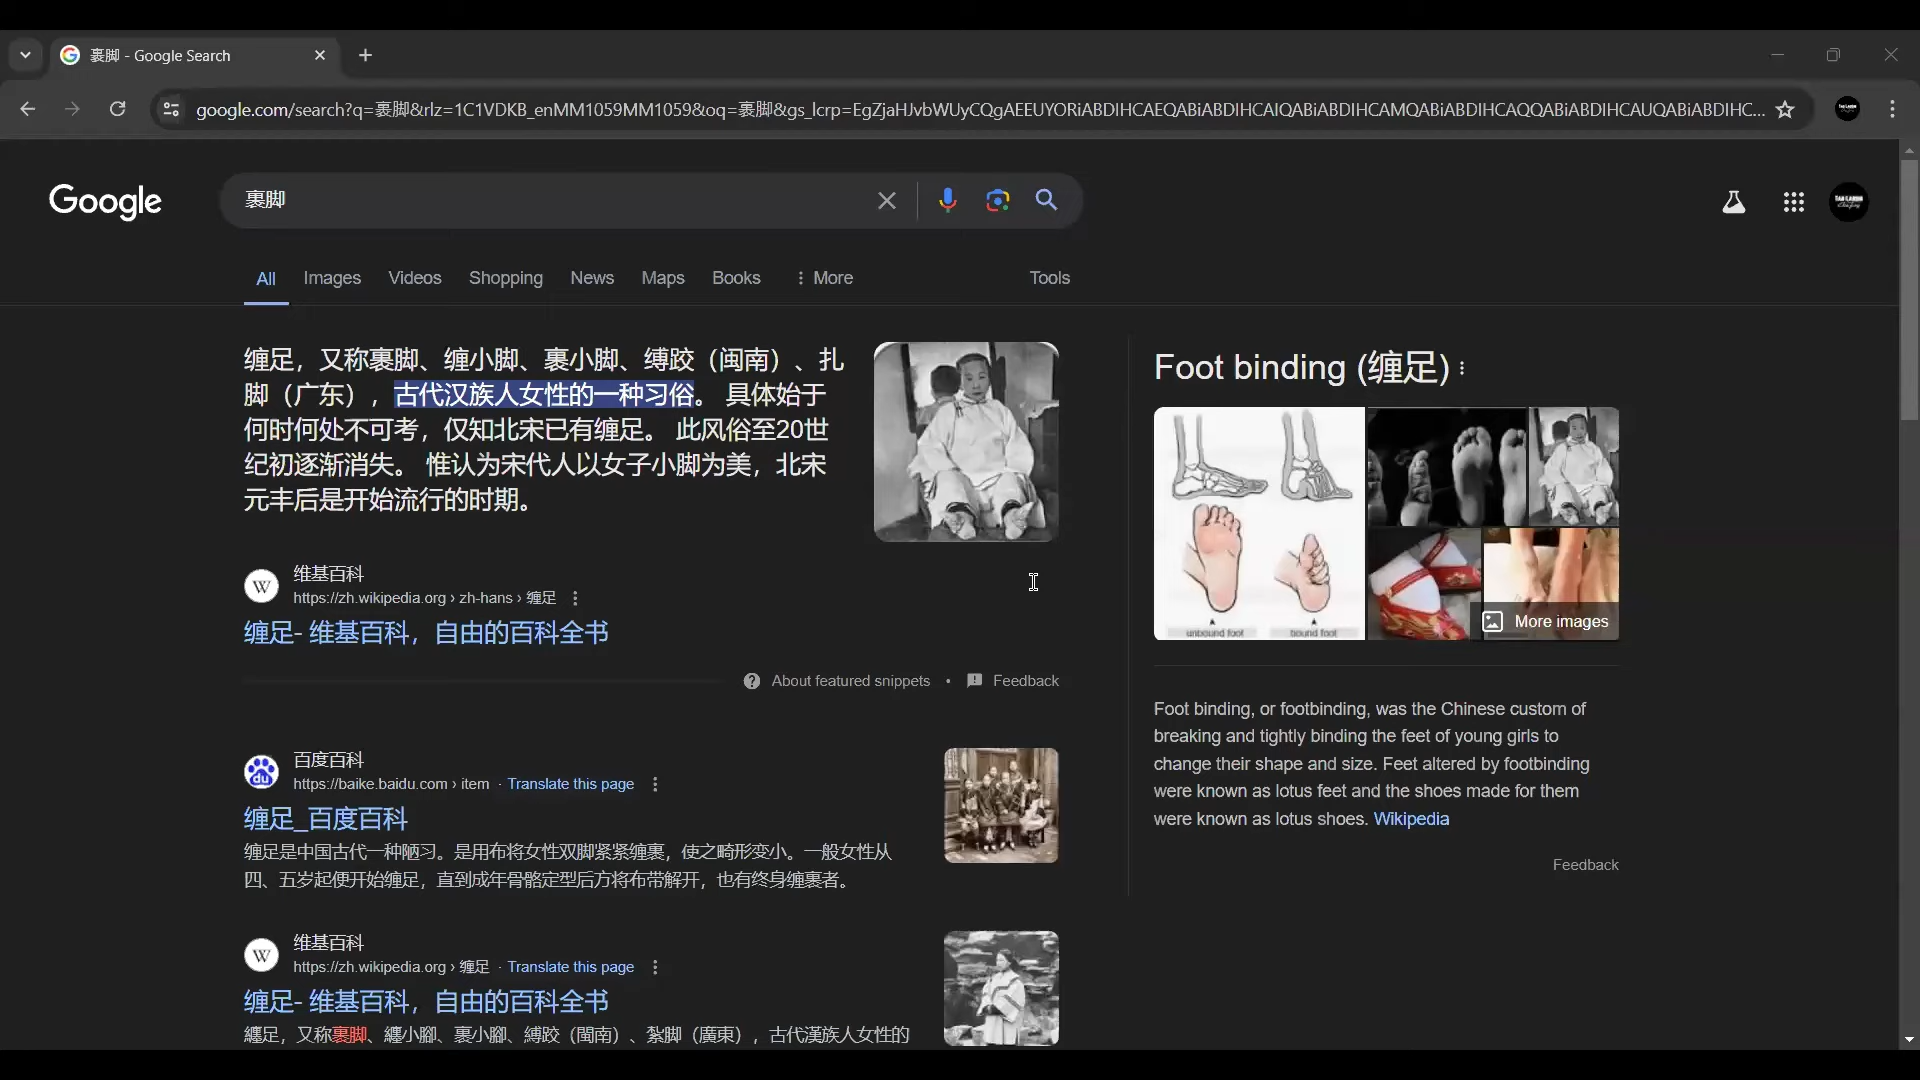 裹脚 - Google Search
google.com/search?q=裹脚&rlz=1C1VDKB_enMM1059MM1059&oq=裹脚&gs_lcrp=EgZjaHJvbWUyCQgAEEUYORiABDIHCAEQABiABDIHCAIQABiABDIHCAMQABiABDIHCAQQABiABDIHCAUQABiABDIHC...
Google
裹脚
All Images Videos Shopping News Maps Books More Tools
缠足，又称裹脚、缠小脚、裹小脚、缚跤（闽南）、扎
脚（广东），古代汉族人女性的一种习俗。 具体始于
何时何处不可考，仅知北宋已有缠足。 此风俗至20世
纪初逐渐消失。 惟认为宋代人以女子小脚为美，北宋
元丰后是开始流行的时期。
W
维基百科
https://zh.wikipedia.org › zh-hans › 缠足
缠足- 维基百科，自由的百科全书
About featured snippets • Feedback
du
百度百科
https://baike.baidu.com › item · Translate this page
缠足_百度百科
缠足是中国古代一种陋习。是用布将女性双脚紧紧缠裹，使之畸形变小。一般女性从
四、五岁起便开始缠足，直到成年骨骼定型后方将布带解开，也有终身缠裹者。
W
维基百科
https://zh.wikipedia.org › 缠足 · Translate this page
缠足- 维基百科，自由的百科全书
纏足，又称裹脚、纏小腳、裹小腳、縛跤（閩南）、紮脚（廣東），古代漢族人女性的
Foot binding (缠足)
unbound foot bound foot
More images
Foot binding, or footbinding, was the Chinese custom of
breaking and tightly binding the feet of young girls to
change their shape and size. Feet altered by footbinding
were known as lotus feet and the shoes made for them
were known as lotus shoes. Wikipedia
Feedback